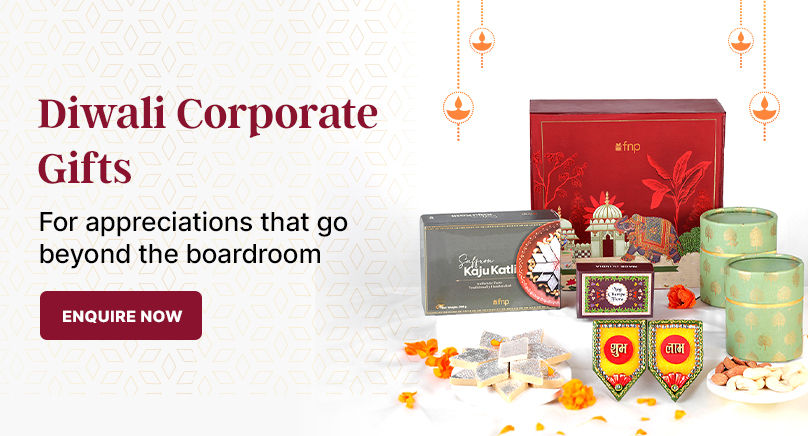 Diwali Corporate
Gifts
For appreciations that go
beyond the boardroom
ENQUIRE NOW
fnp
Saffron
Kaju Katli
fnp
शुभ
लाभ